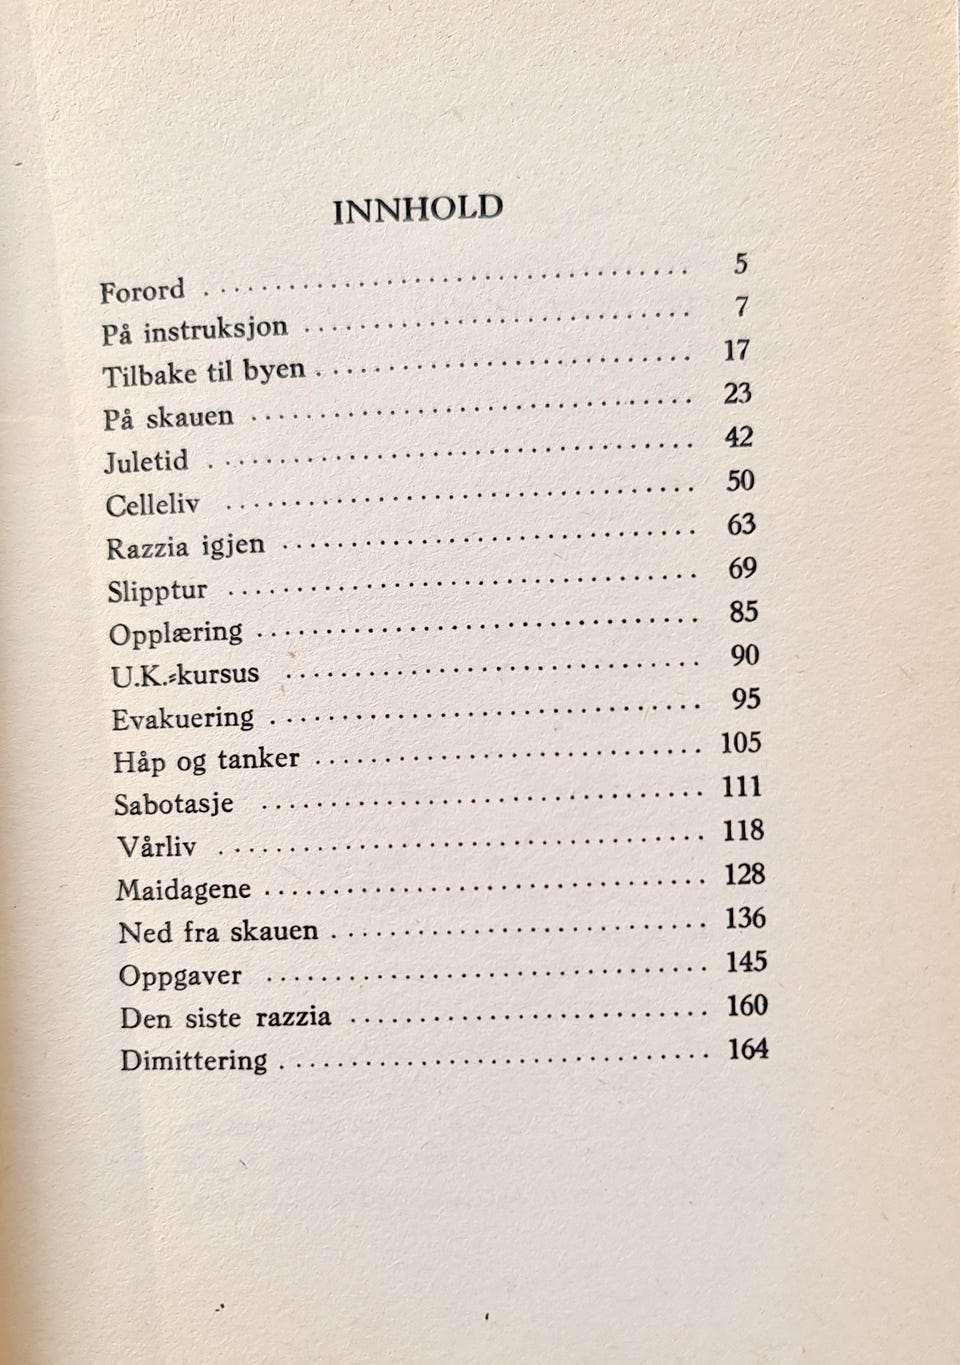 INNHOLD
Forord 5
På instruksjon 7
Tilbake til byen 17
På skauen 23
Juletid 42
Celleliv 50
Razzia igjen 63
Slipptur 69
Opplæring 85
U.K.-kursus 90
Evakuering 95
Håp og tanker 105
Sabotasje 111
Vårliv 118
Maidagene 128
Ned fra skauen 136
Oppgaver 145
Den siste razzia 160
Dimittering 164